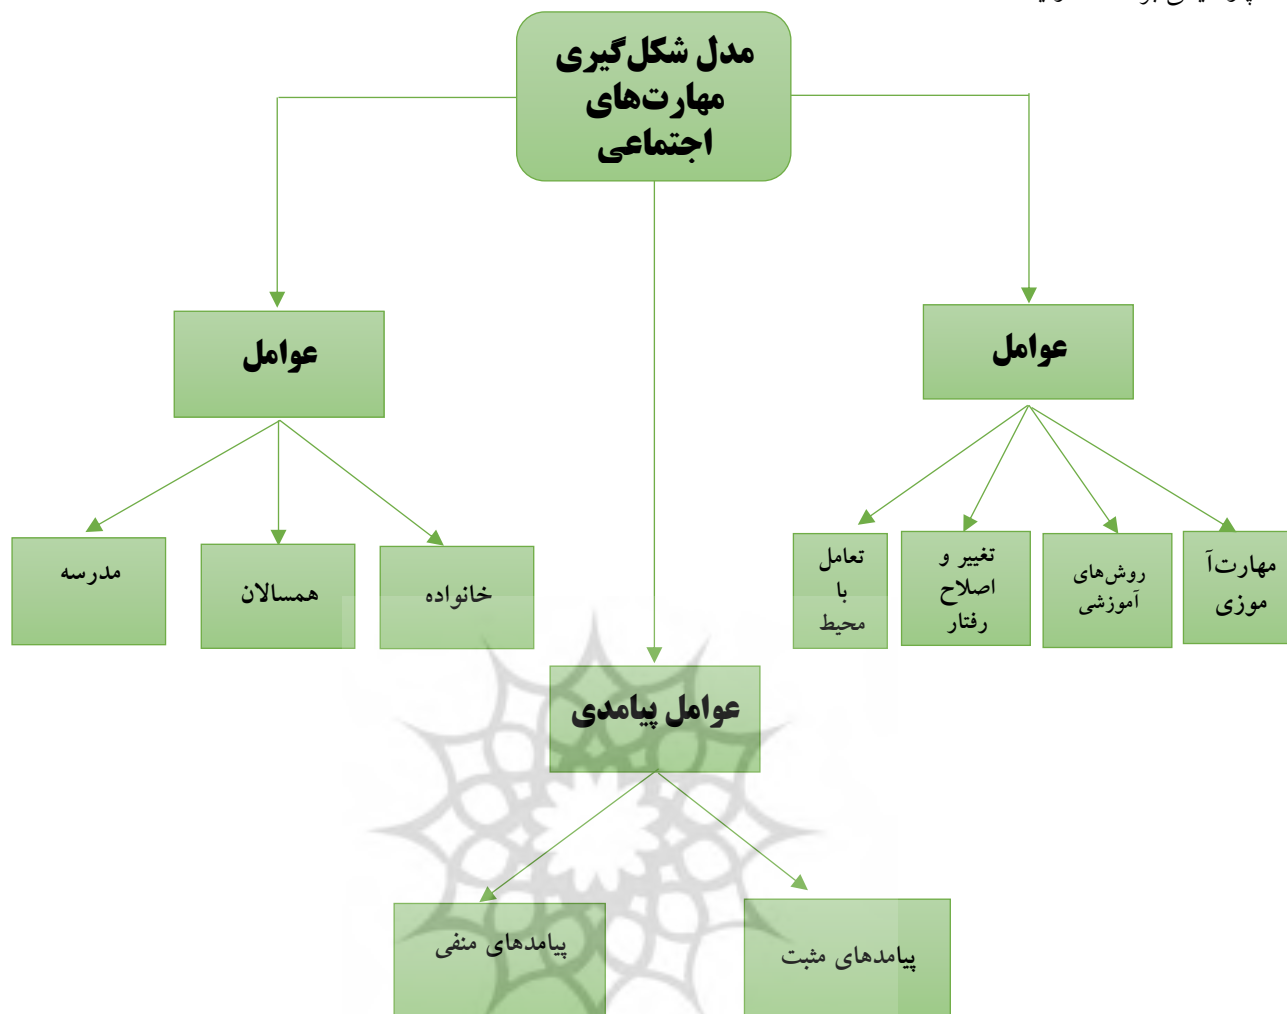 مدل شکل‌گیری
مهارت‌های
اجتماعی
عوامل
عوامل
مهارت‌آ
موزی
روش‌های
آموزشی
تغییر و
اصلاح
رفتار
تعامل
با
محیط
خانواده
همسالان
مدرسه
عوامل پیامدی
پیامدهای مثبت
پیامدهای منفی